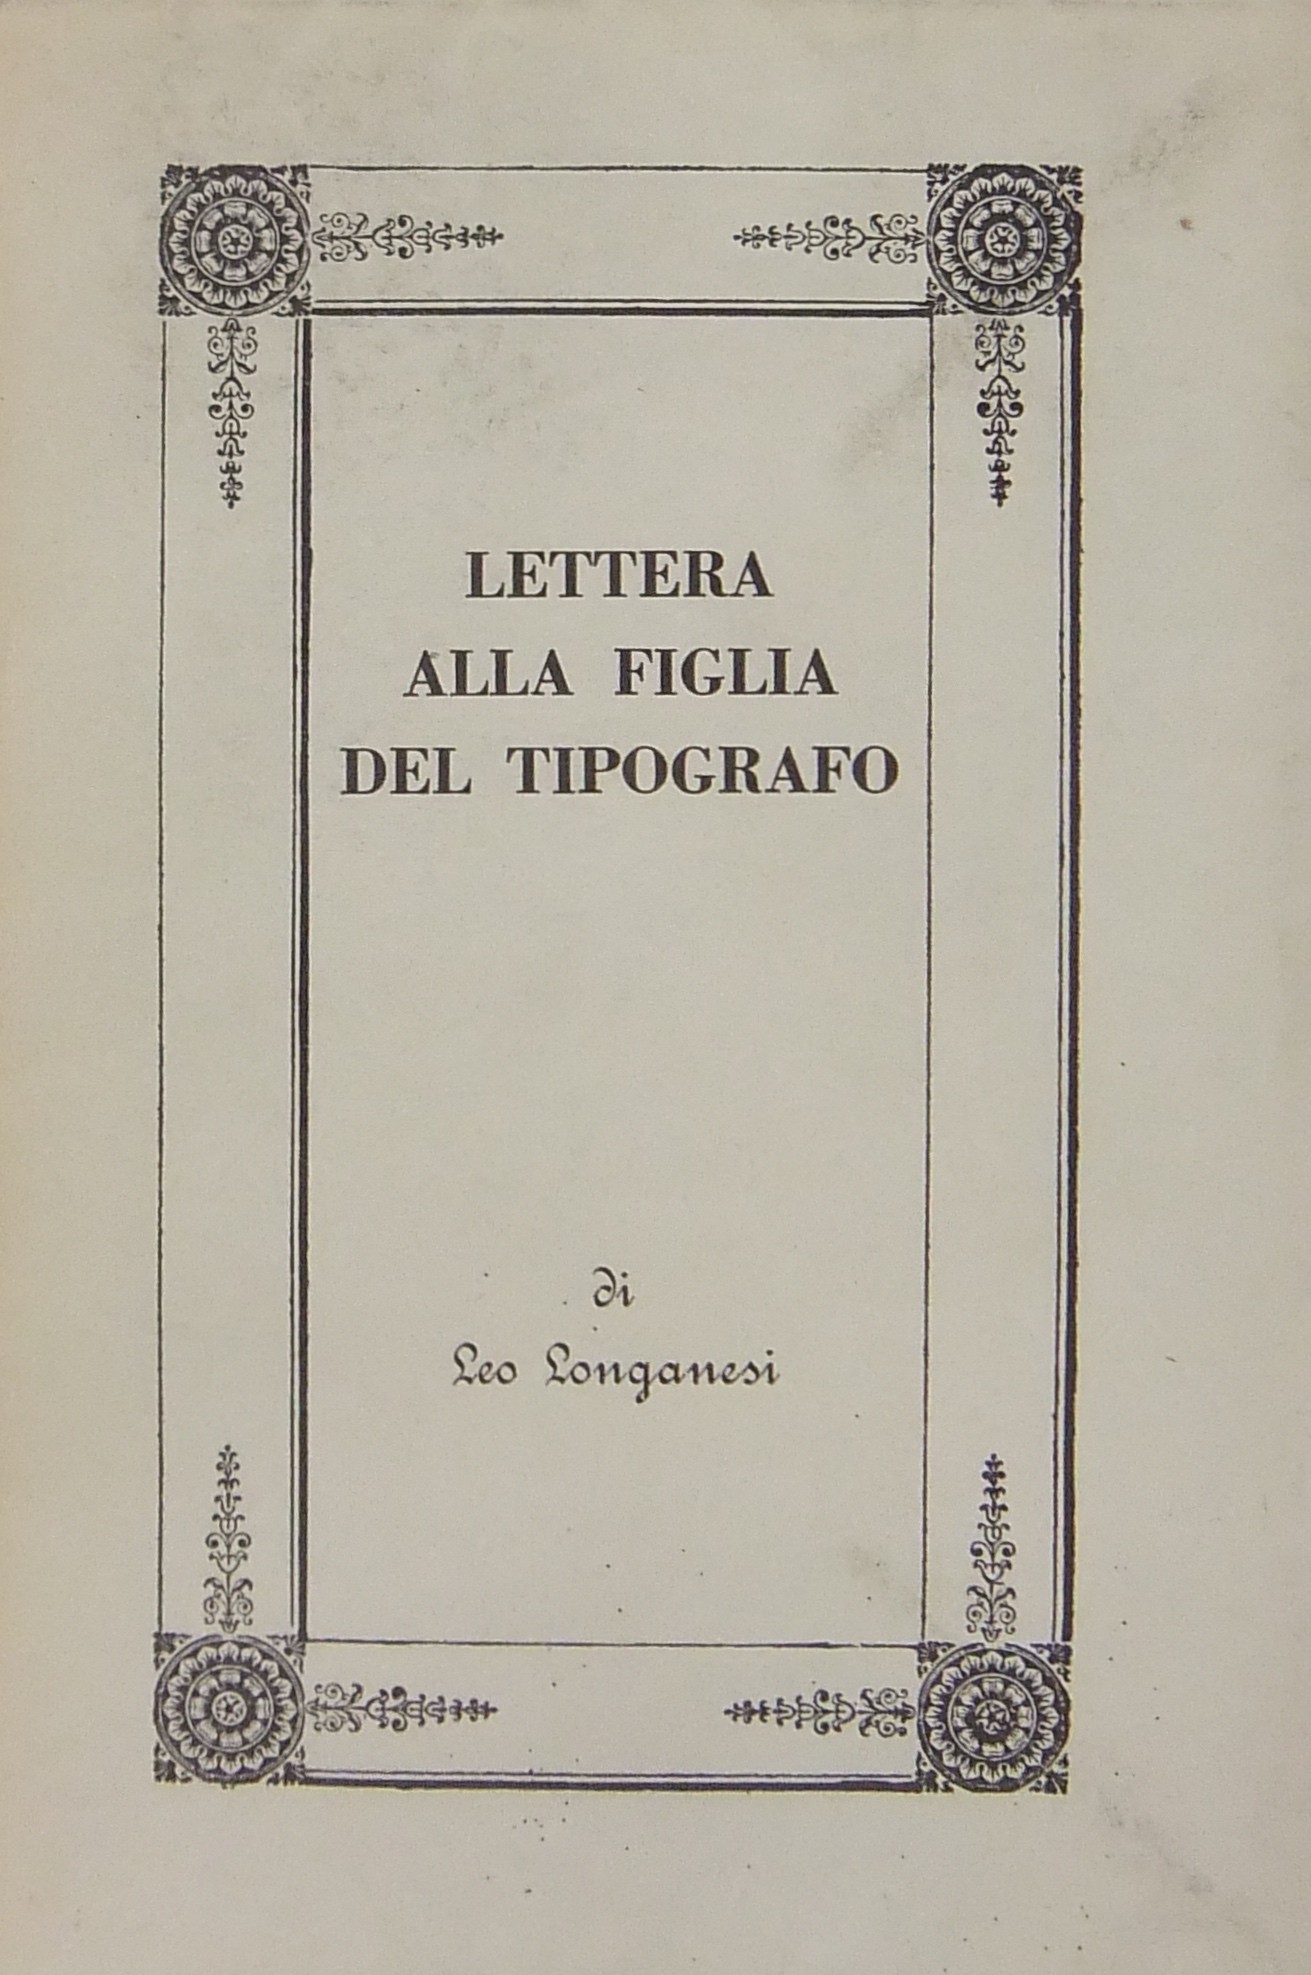 LETTERA
ALLA FIGLIA
DEL TIPOGRAFO
di
Leo Longanesi